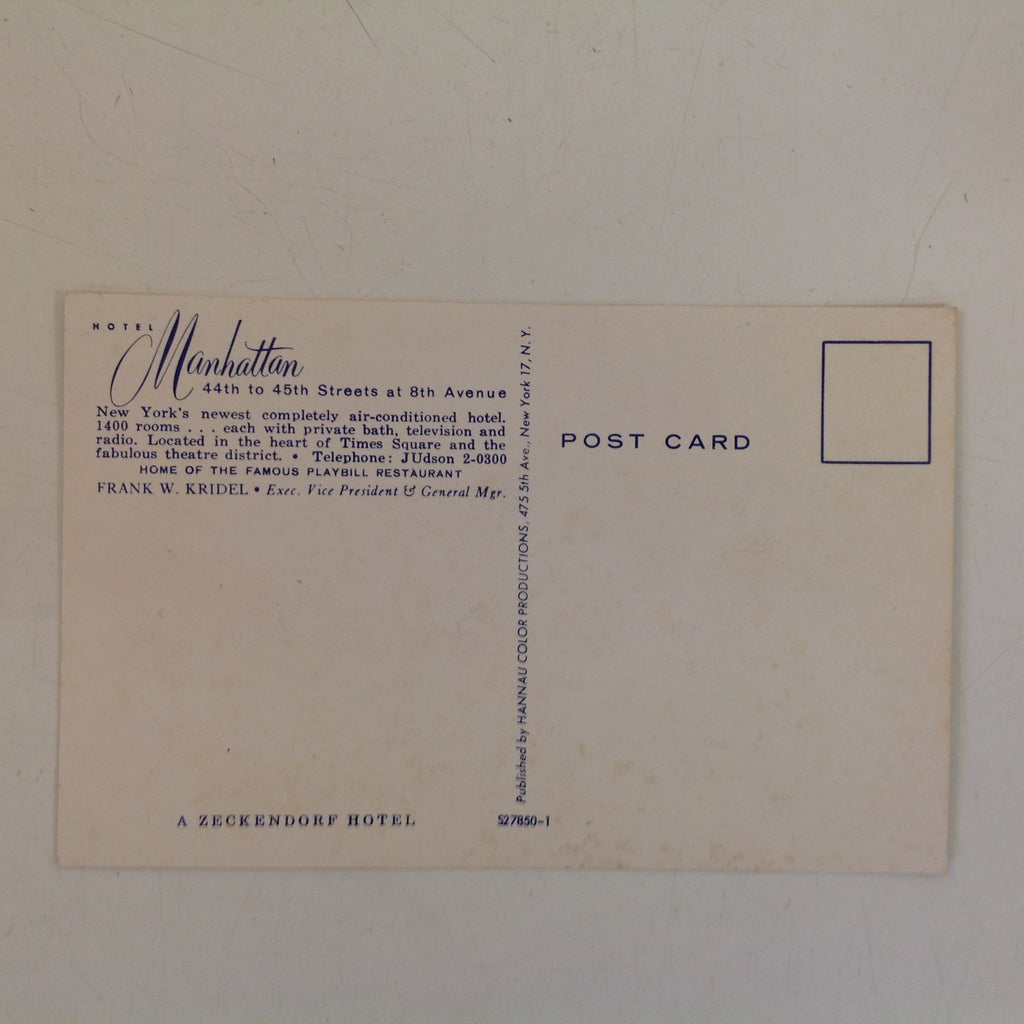 HOTEL Manhattan
44th to 45th Streets at 8th Avenue
New York's newest completely air-conditioned hotel.
1400 rooms . . . each with private bath, television and
radio. Located in the heart of Times Square and the
fabulous theatre district. • Telephone: JUdson 2-0300
HOME OF THE FAMOUS PLAYBILL RESTAURANT
FRANK W. KRIDEL • Exec. Vice President & General Mgr.
A ZECKENDORF HOTEL
Published by HANNAU COLOR PRODUCTIONS, 475 5th Ave., New York 17, N. Y.
S27850-1
POST CARD